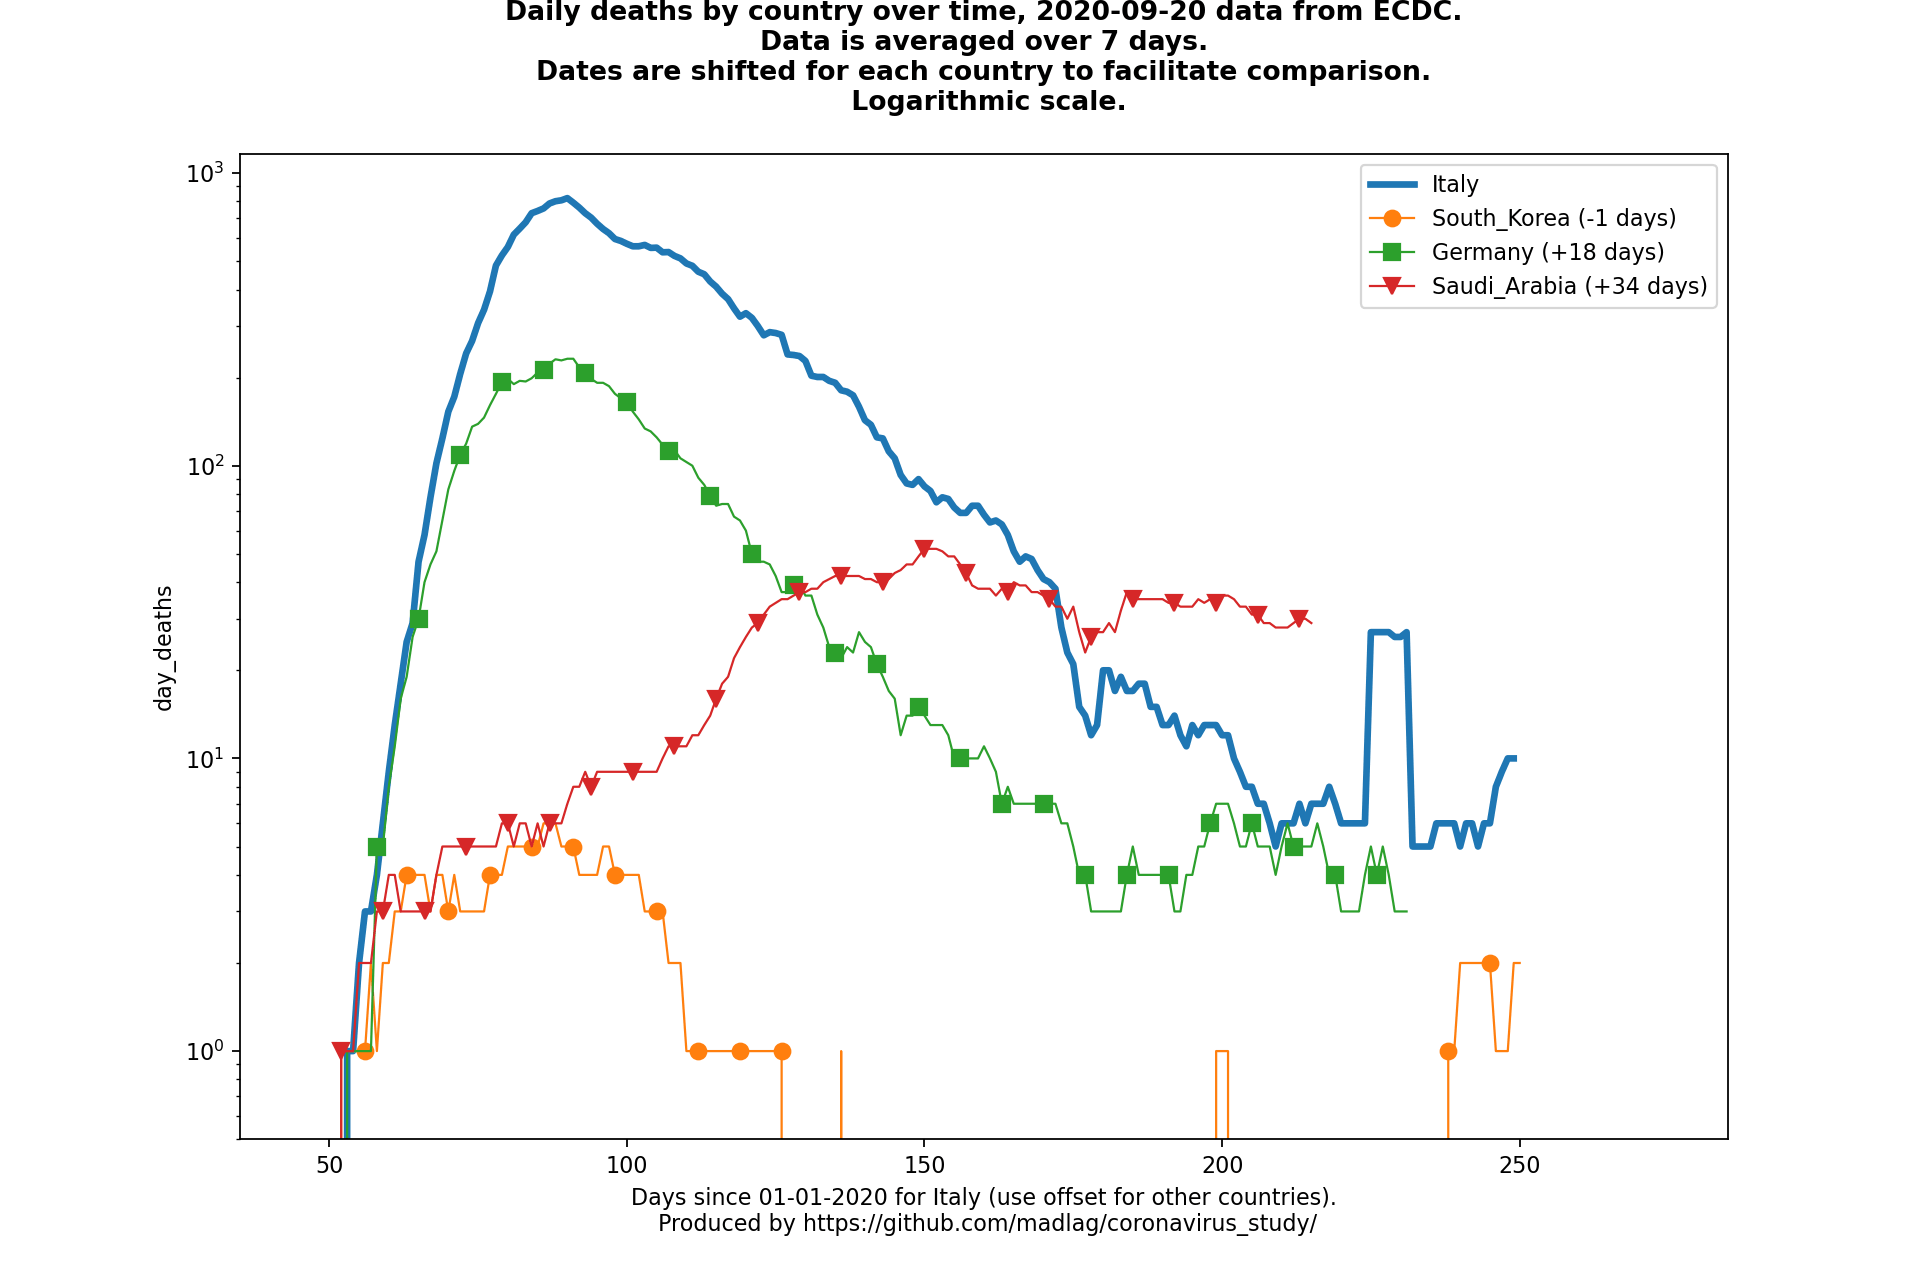 Daily deaths by country over time, 2020-09-20 data from ECDC.
Data is averaged over 7 days.
Dates are shifted for each country to facilitate comparison.
Logarithmic scale.
10³
10²
10¹
10⁰
day_deaths
Italy
South_Korea (-1 days)
Germany (+18 days)
Saudi_Arabia (+34 days)
50 100 150 200 250
Days since 01-01-2020 for Italy (use offset for other countries).
Produced by https://github.com/madlag/coronavirus_study/